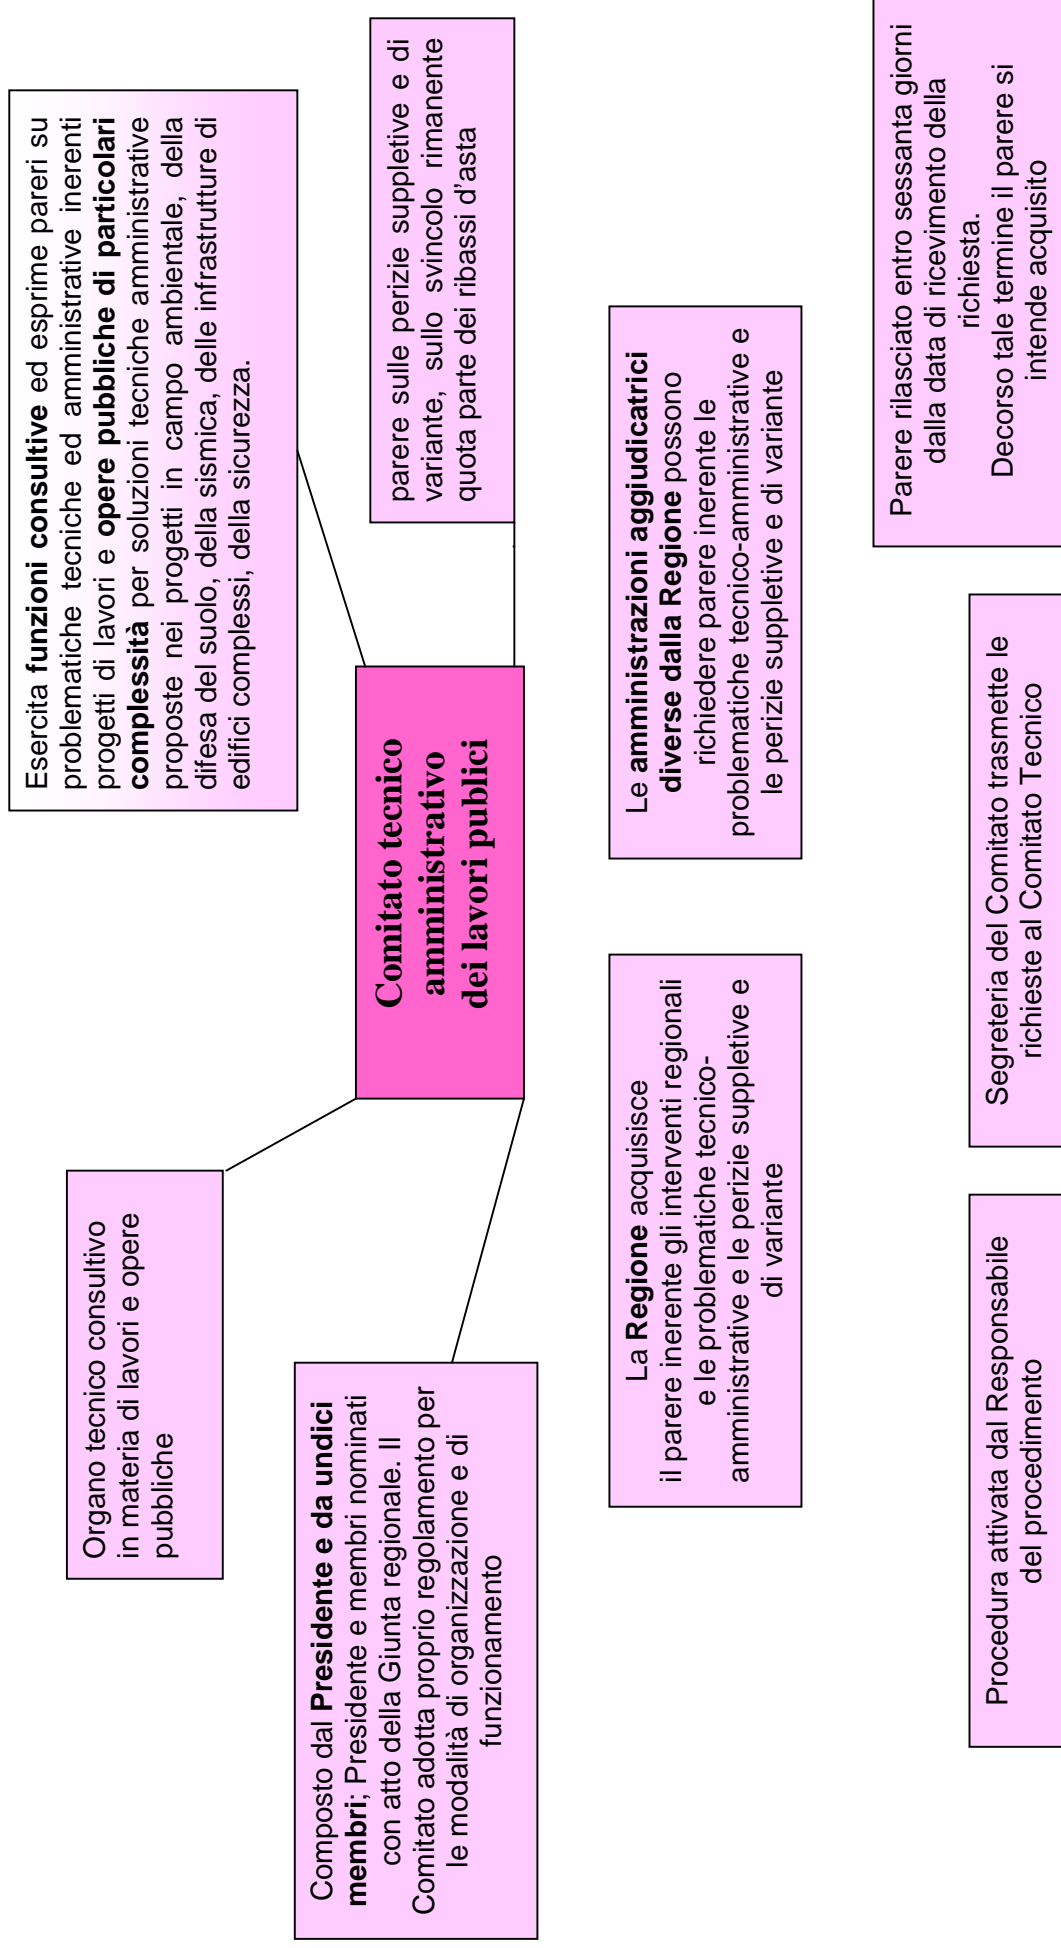 Organo tecnico consultivo
in materia di lavori e opere
pubbliche
Esercita funzioni consultive ed esprime pareri su
problematiche tecniche ed amministrative inerenti
progetti di lavori e opere pubbliche di particolari
complessità per soluzioni tecniche amministrative
proposte nei progetti in campo ambientale, della
difesa del suolo, della sismica, delle infrastrutture di
edifici complessi, della sicurezza.
Composto dal Presidente e da undici
membri; Presidente e membri nominati
con atto della Giunta regionale. Il
Comitato adotta proprio regolamento per
le modalità di organizzazione e di
funzionamento
Comitato tecnico
amministrativo
dei lavori publici
parere sulle perizie suppletive e di
variante, sullo svincolo rimanente
quota parte dei ribassi d'asta
La Regione acquisisce
il parere inerente gli interventi regionali
e le problematiche tecnico-
amministrative e le perizie suppletive e
di variante
Le amministrazioni aggiudicatrici
diverse dalla Regione possono
richiedere parere inerente le
problematiche tecnico-amministrative e
le perizie suppletive e di variante
Procedura attivata dal Responsabile
del procedimento
Segreteria del Comitato trasmette le
richieste al Comitato Tecnico
Parere rilasciato entro sessanta giorni
dalla data di ricevimento della
richiesta.
Decorso tale termine il parere si
intende acquisito